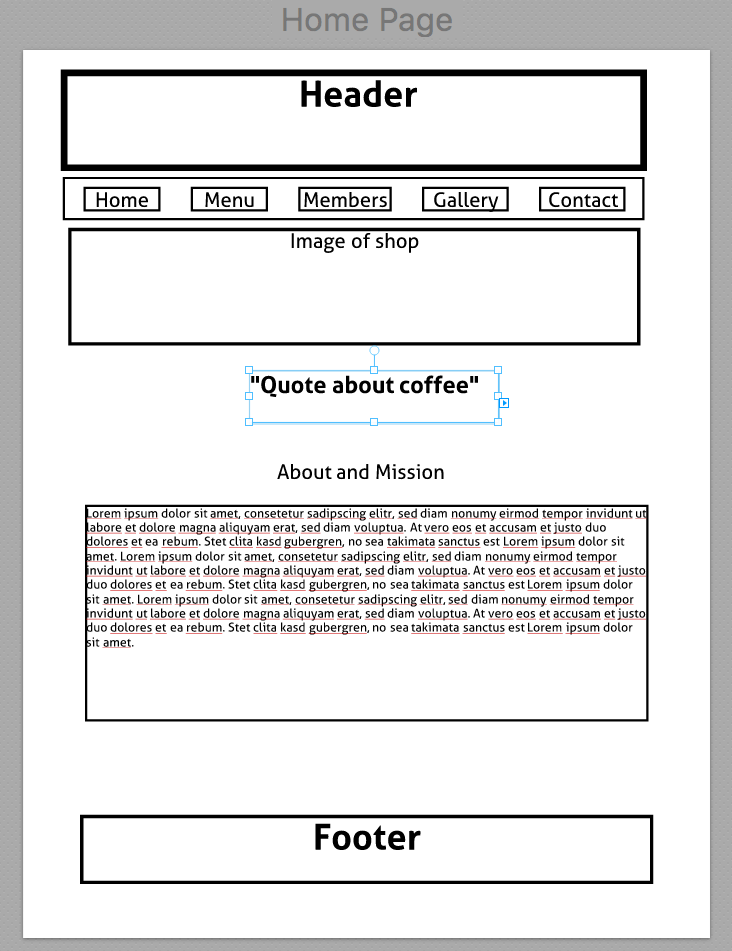 Home Page
Header
Home Menu Members Gallery Contact
Image of shop
"Quote about coffee"
About and Mission
Lorem ipsum dolor sit amet, consetetur sadipscing elitr, sed diam nonumy eirmod tempor invidunt ut
labore et dolore magna aliquyam erat, sed diam voluptua. At vero eos et accusam et justo duo
dolores et ea rebum. Stet clita kasd gubergren, no sea takimata sanctus est Lorem ipsum dolor sit
amet. Lorem ipsum dolor sit amet, consetetur sadipscing elitr, sed diam nonumy eirmod tempor
invidunt ut labore et dolore magna aliquyam erat, sed diam voluptua. At vero eos et accusam et justo
duo dolores et ea rebum. Stet clita kasd gubergren, no sea takimata sanctus est Lorem ipsum dolor
sit amet. Lorem ipsum dolor sit amet, consetetur sadipscing elitr, sed diam nonumy eirmod tempor
invidunt ut labore et dolore magna aliquyam erat, sed diam voluptua. At vero eos et accusam et justo
duo dolores et ea rebum. Stet clita kasd gubergren, no sea takimata sanctus est Lorem ipsum dolor
sit amet.
Footer